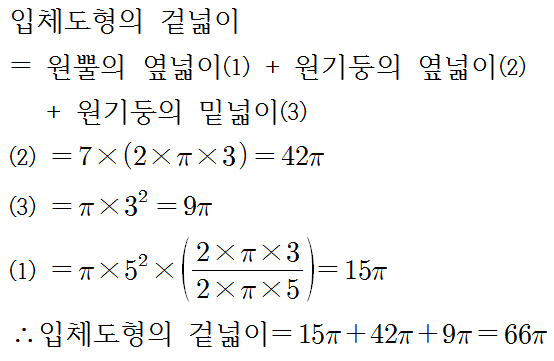 입체도형의 겉넓이
= 원뿔의 옆넓이⑴ + 원기둥의 옆넓이⑵
+ 원기둥의 밑넓이⑶
⑵ =7×(2×π×3)=42π
⑶ =π×3²=9π
⑴ =π×5²×(\frac{2×π×3}{2×π×5})=15π
∴입체도형의 겉넓이=15π+42π+9π=66π